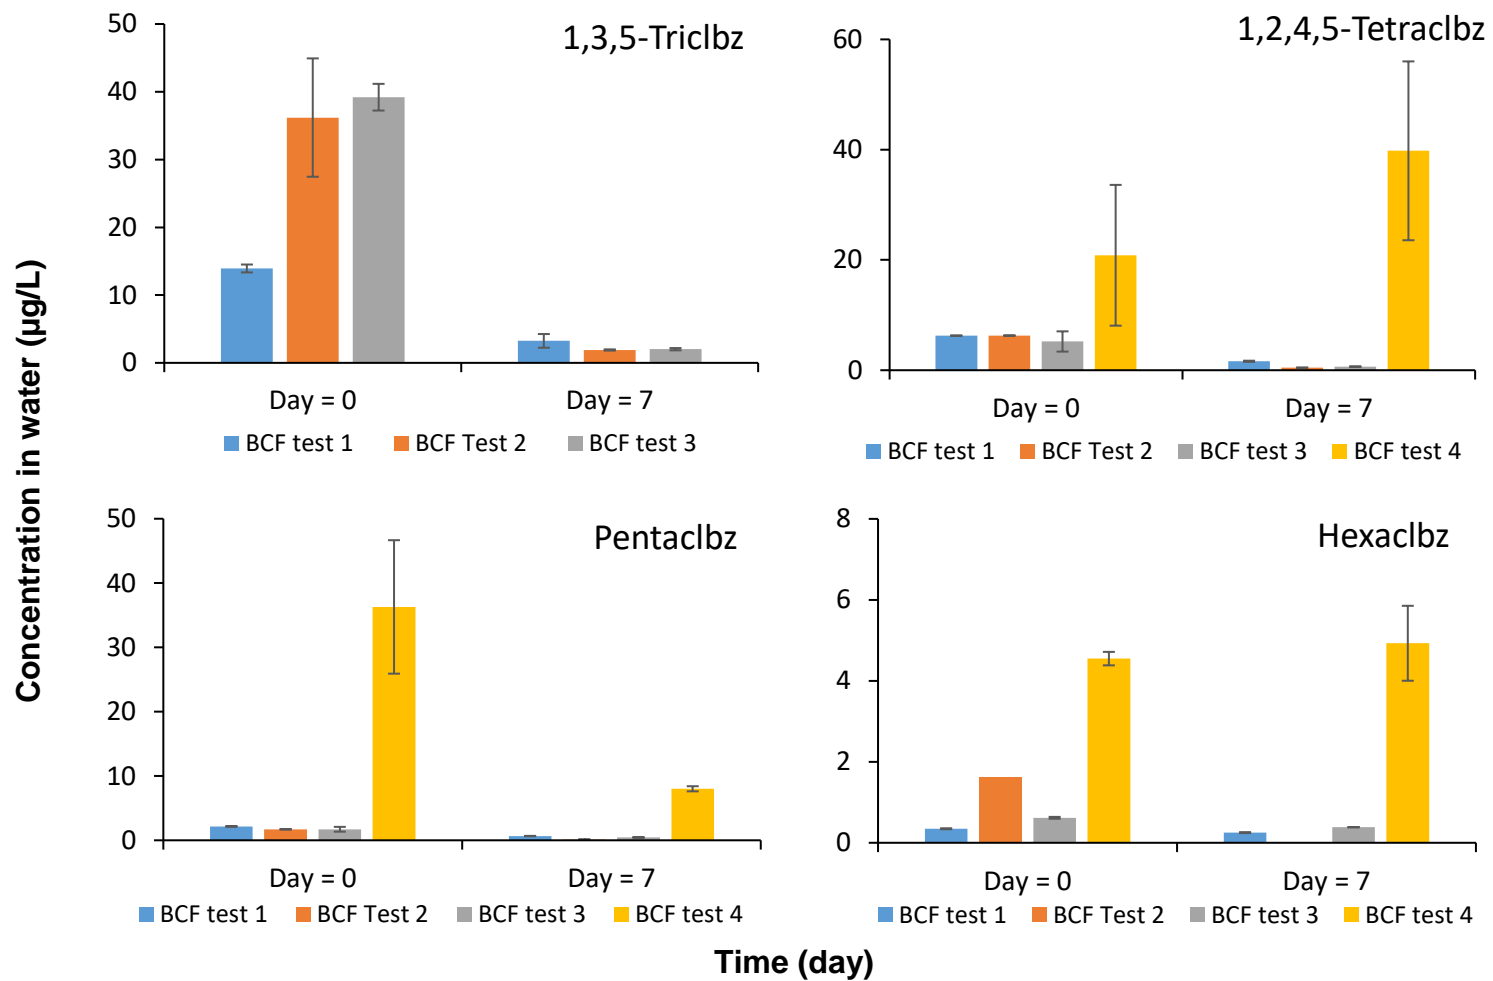 Concentration in water (µg/L)
1,3,5-Triclbz
50
40
30
20
10
0
Day = 0 Day = 7
BCF test 1 BCF Test 2 BCF test 3
1,2,4,5-Tetraclbz
60
40
20
0
Day = 0 Day = 7
BCF test 1 BCF Test 2 BCF test 3 BCF test 4
Pentaclbz
50
40
30
20
10
0
Day = 0 Day = 7
BCF test 1 BCF Test 2 BCF test 3 BCF test 4
Hexaclbz
8
6
4
2
0
Day = 0 Day = 7
BCF test 1 BCF Test 2 BCF test 3 BCF test 4
Time (day)